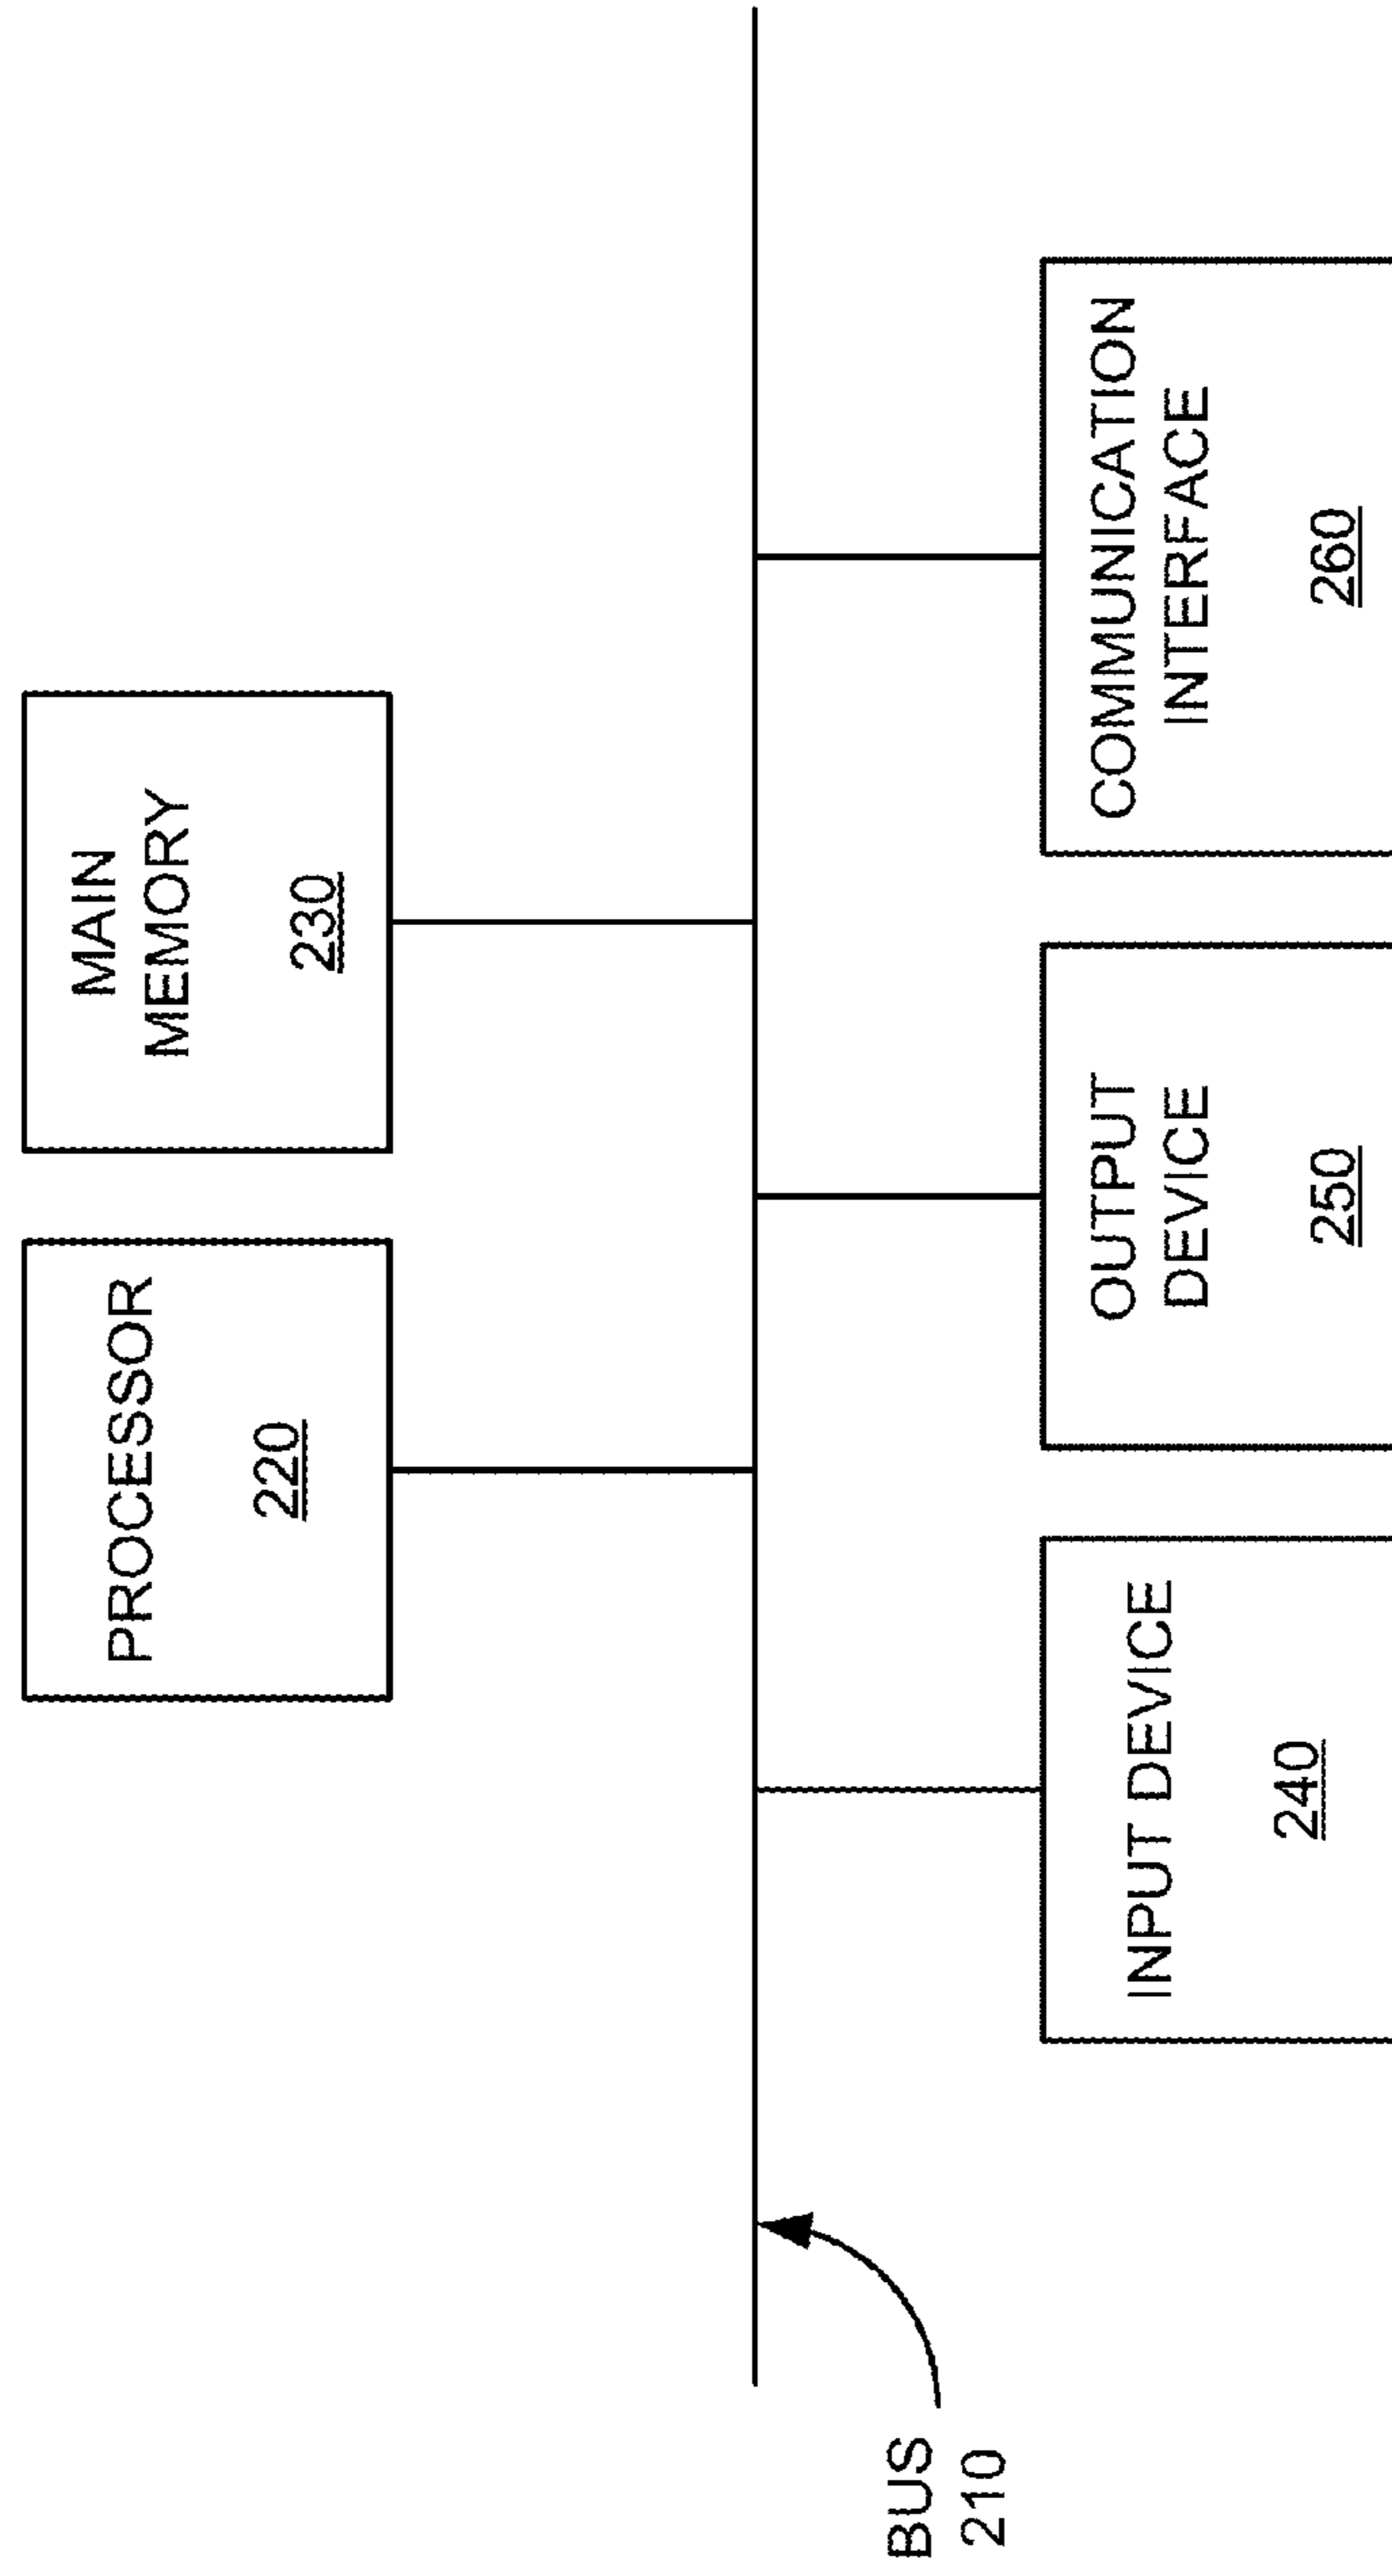 PROCESSOR
220
MAIN
MEMORY
230
BUS
210
INPUT DEVICE
240
OUTPUT
DEVICE
250
COMMUNICATION
INTERFACE
260